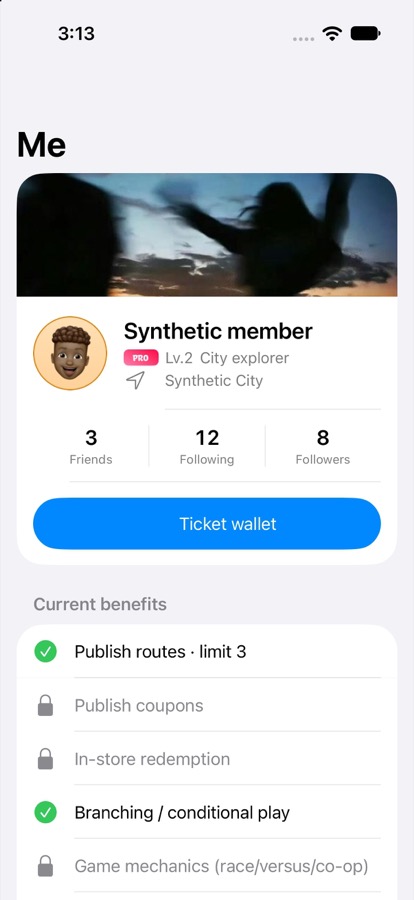 3:13
Me
Synthetic member
PRO Lv.2 City explorer
Synthetic City
3 12 8
Friends Following Followers
Ticket wallet
Current benefits
Publish routes · limit 3
Publish coupons
In-store redemption
Branching / conditional play
Game mechanics (race/versus/co-op)